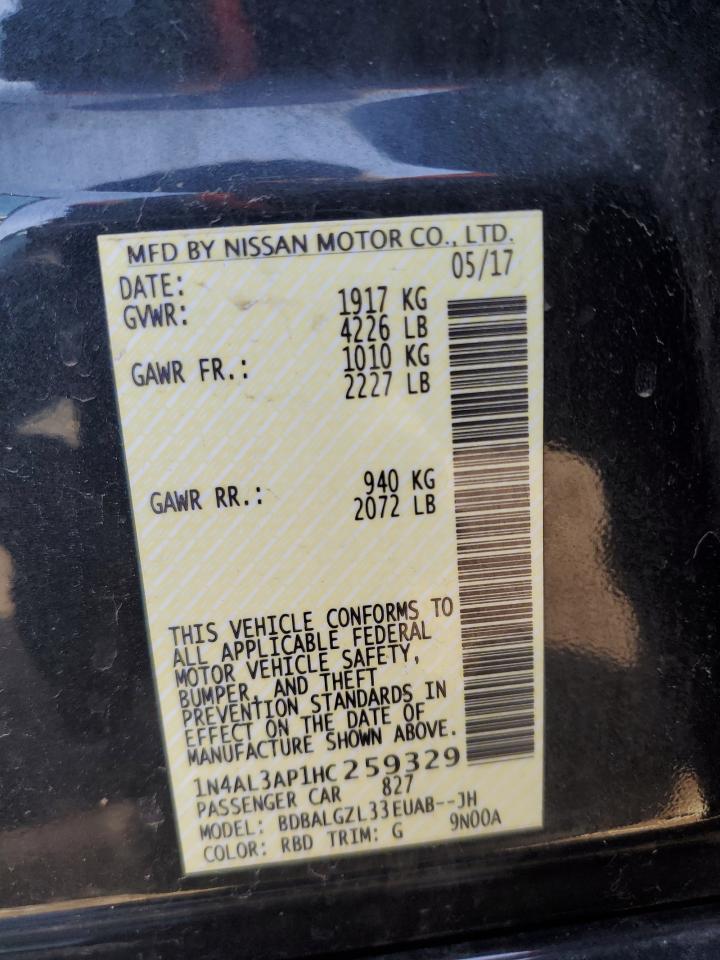 MFD BY NISSAN MOTOR CO., LTD.
DATE: 05/17
GVWR: 1917 KG
4226 LB
GAWR FR.: 1010 KG
2227 LB
GAWR RR.: 940 KG
2072 LB
THIS VEHICLE CONFORMS TO
ALL APPLICABLE FEDERAL
MOTOR VEHICLE SAFETY,
BUMPER, AND THEFT
PREVENTION STANDARDS IN
EFFECT ON THE DATE OF
MANUFACTURE SHOWN ABOVE.
1N4AL3AP1HC259329
PASSENGER CAR 827
MODEL: BDBALGZL33EUAB--JH
COLOR: RBD TRIM: G 9N00A